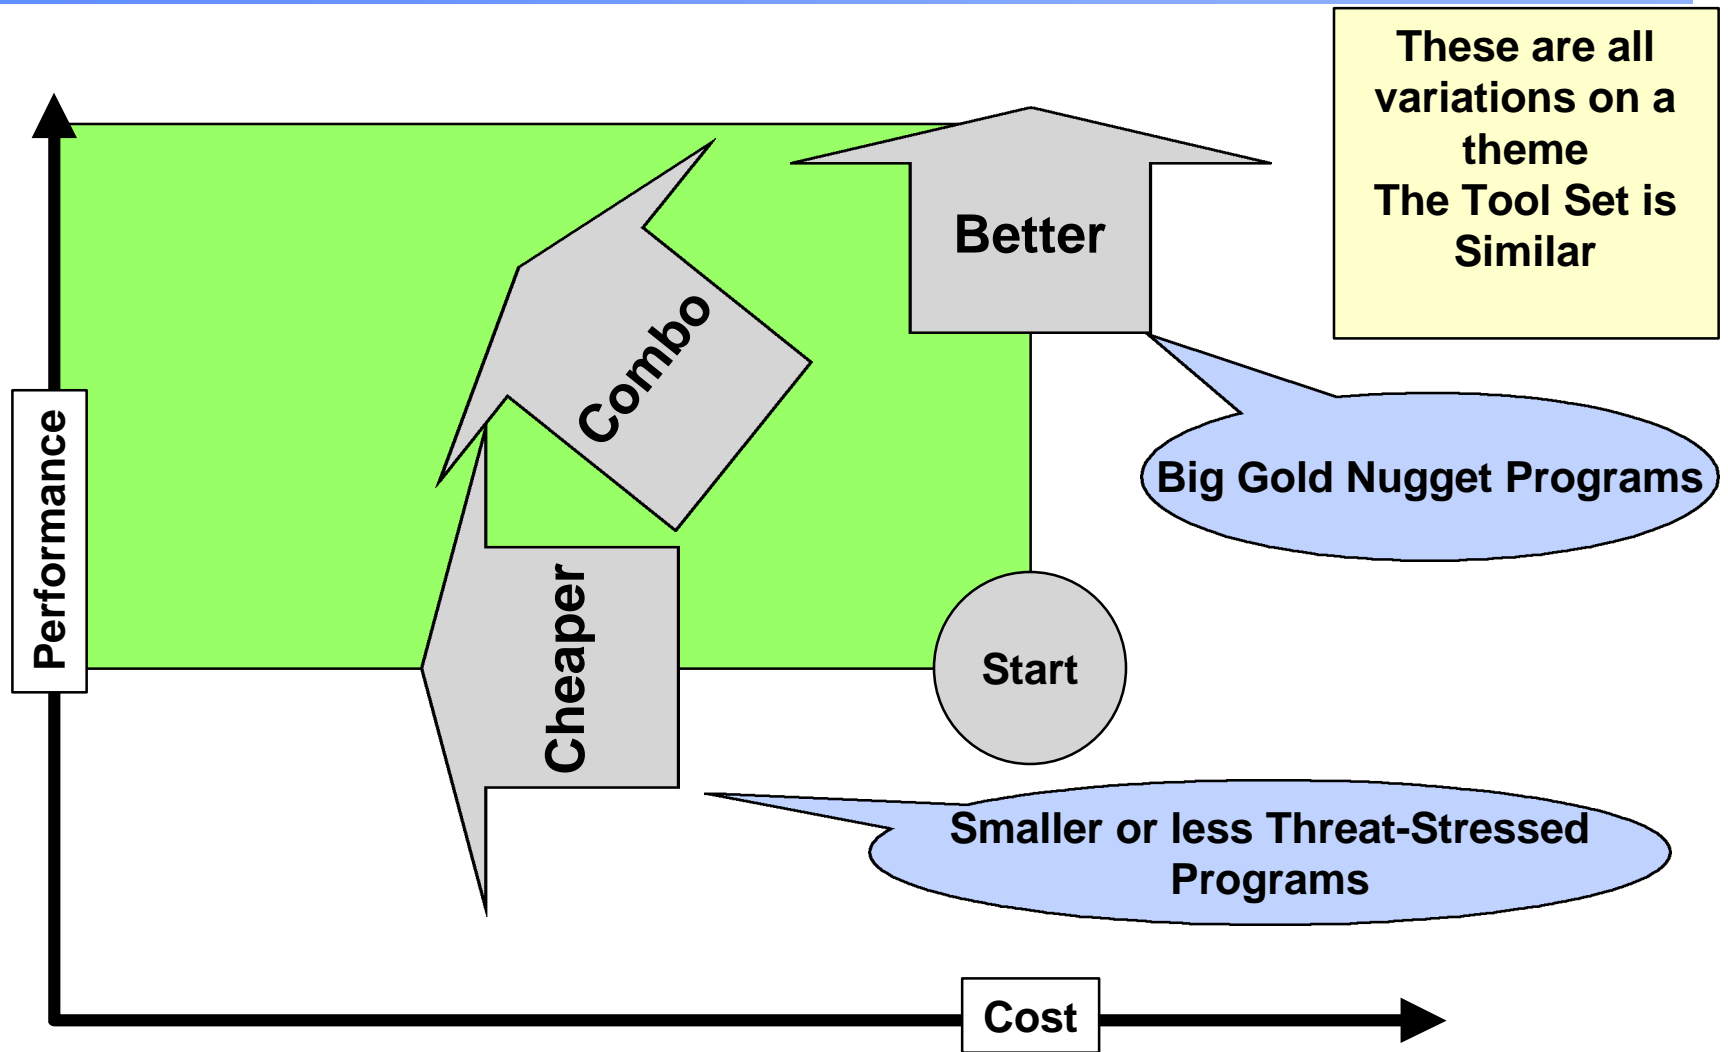 These are all
variations on a
theme
The Tool Set is
Similar
Better
Combo
Performance
Big Gold Nugget Programs
Cheaper
Start
Smaller or less Threat-Stressed
Programs
Cost